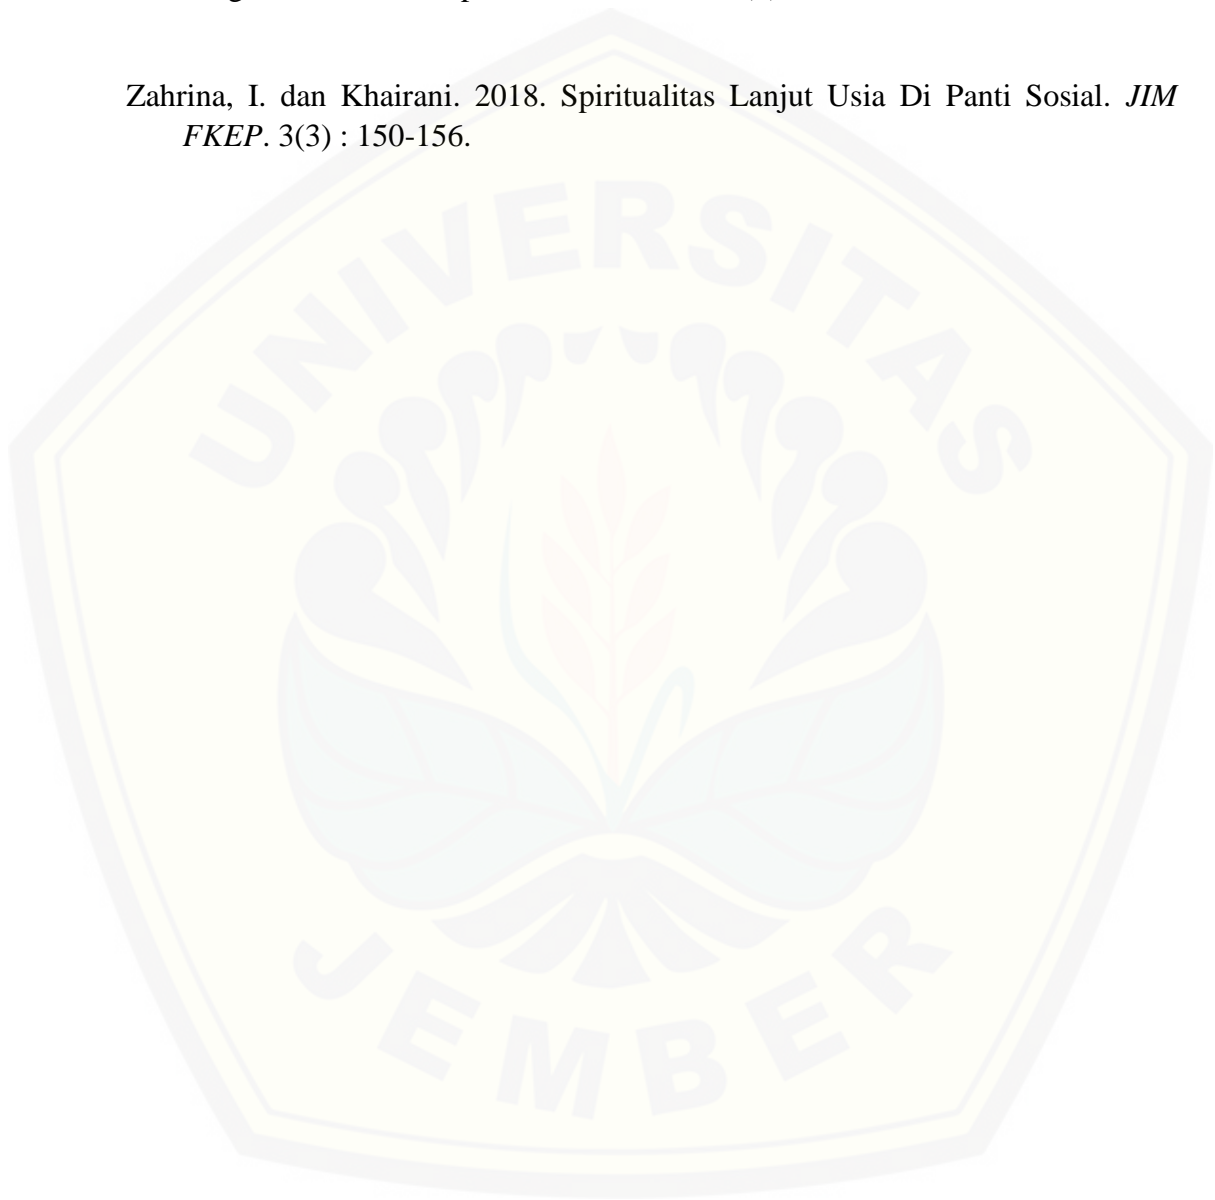 Zahrina, I. dan Khairani. 2018. Spiritualitas Lanjut Usia Di Panti Sosial. JIM
FKEP. 3(3) : 150-156.
UNIVERSITAS
JEMBER